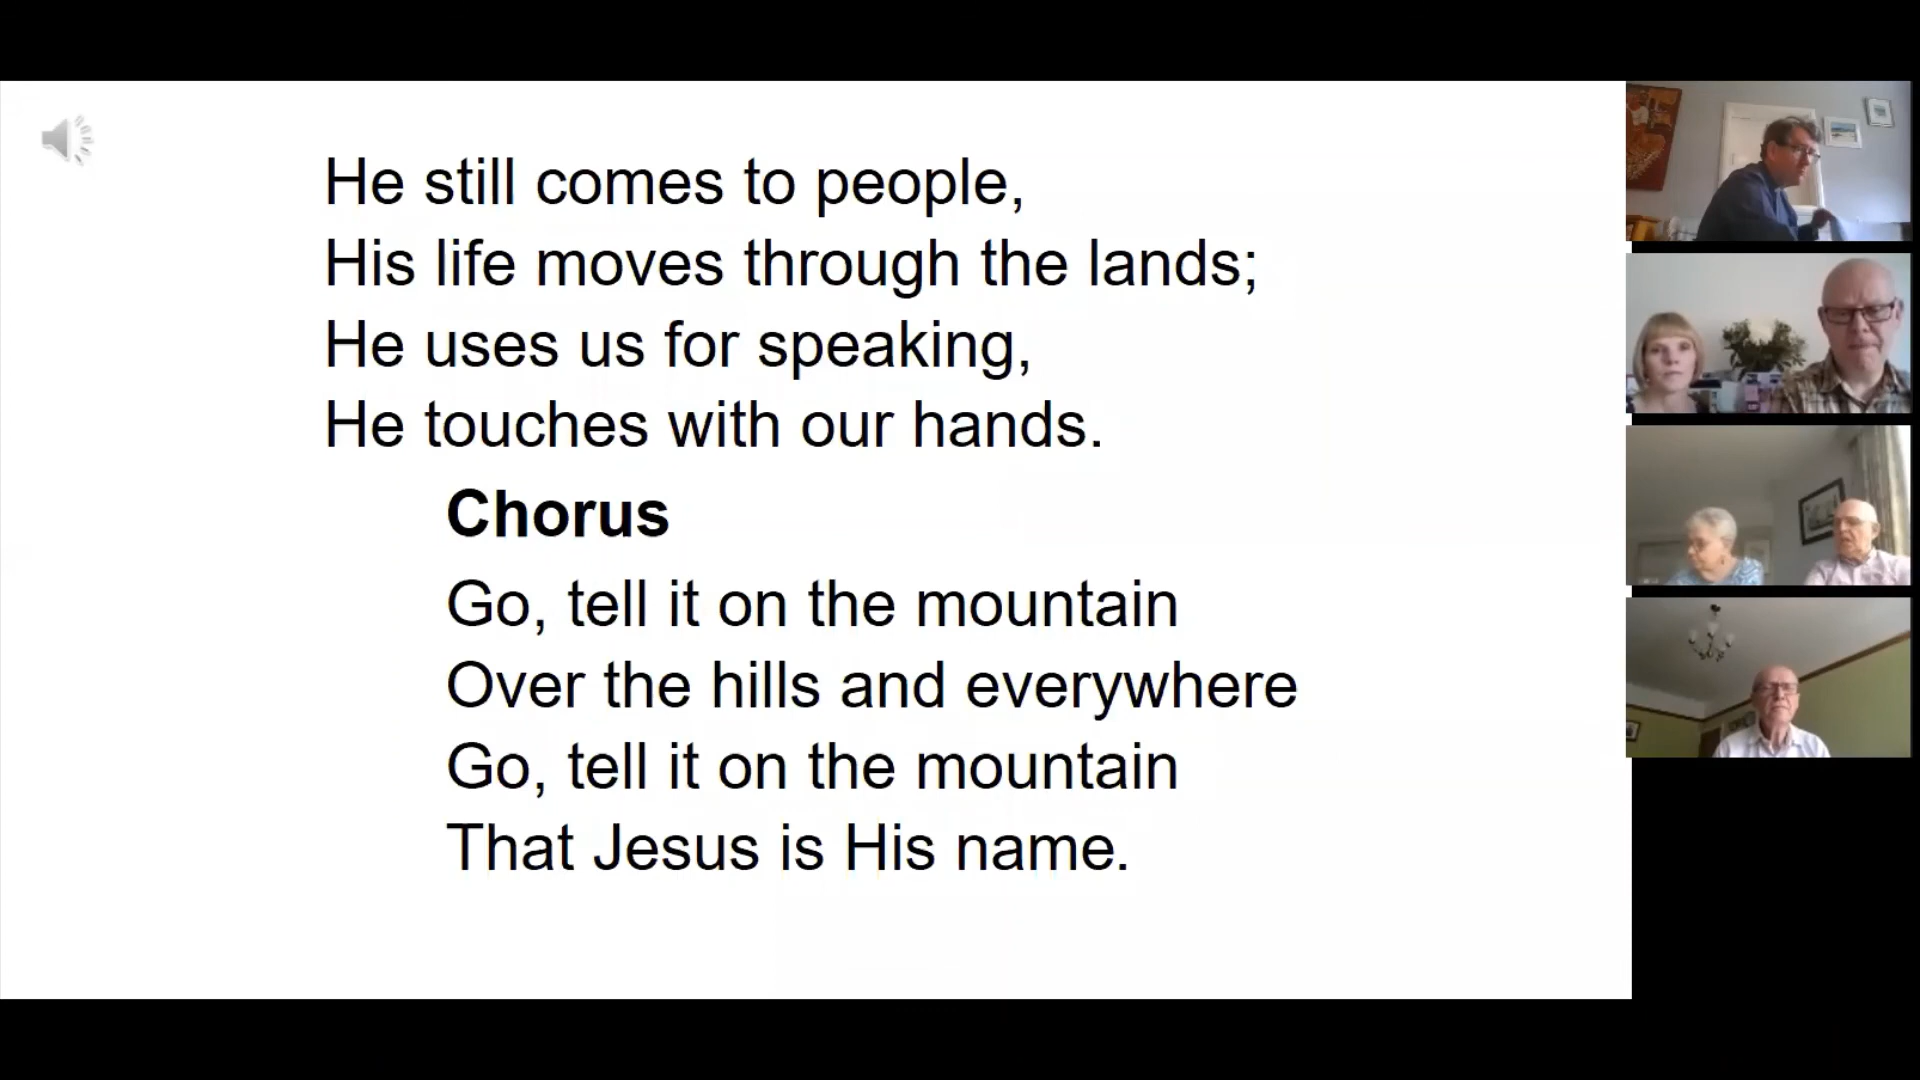 He still comes to people,
His life moves through the lands;
He uses us for speaking,
He touches with our hands.
Chorus
Go, tell it on the mountain
Over the hills and everywhere
Go, tell it on the mountain
That Jesus is His name.